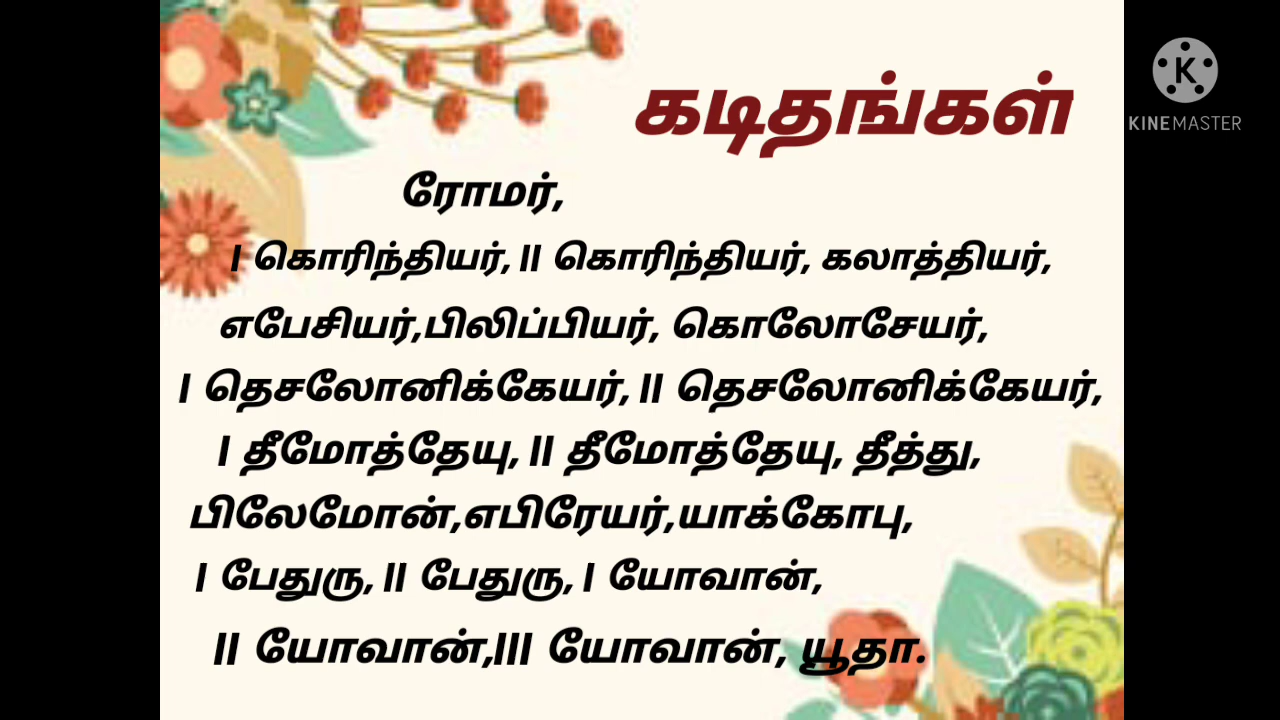 கடிதங்கள்
KINEMASTER
ரோமர்,
I கொரிந்தியர், II கொரிந்தியர், கலாத்தியர்,
எபேசியர்,பிலிப்பியர், கொலோசேயர்,
I தெசலோனிக்கேயர், II தெசலோனிக்கேயர்,
I தீமோத்தேயு, II தீமோத்தேயு, தீத்து,
பிலேமோன்,எபிரேயர்,யாக்கோபு,
I பேதுரு, II பேதுரு, I யோவான்,
II யோவான்,III யோவான், யூதா.